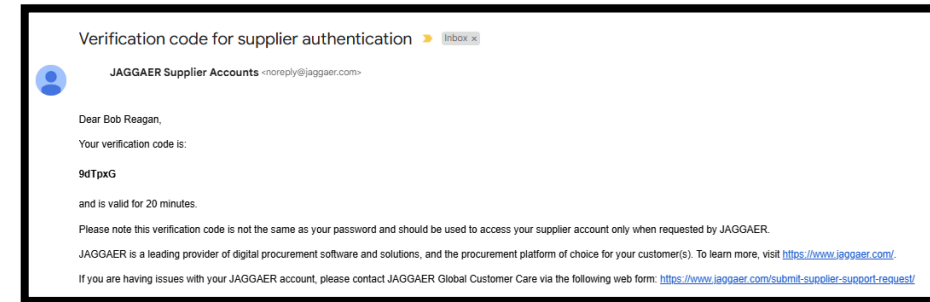 Verification code for supplier authentication Inbox ×
JAGGAER Supplier Accounts <noreply@jaggaer.com>
Dear Bob Reagan,
Your verification code is:
9dTpxG
and is valid for 20 minutes.
Please note this verification code is not the same as your password and should be used to access your supplier account only when requested by JAGGAER.
JAGGAER is a leading provider of digital procurement software and solutions, and the procurement platform of choice for your customer(s). To learn more, visit https://www.jaggaer.com/.
If you are having issues with your JAGGAER account, please contact JAGGAER Global Customer Care via the following web form: https://www.jaggaer.com/submit-supplier-support-request/